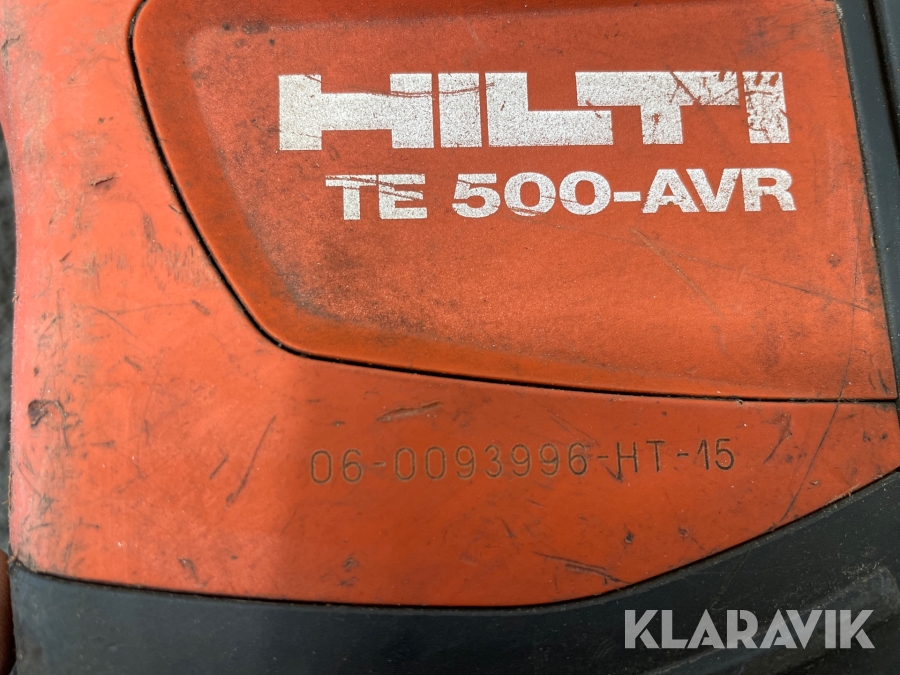 HILTI
TE 500-AVR
06-0093996-HT-15
KLARAVIK